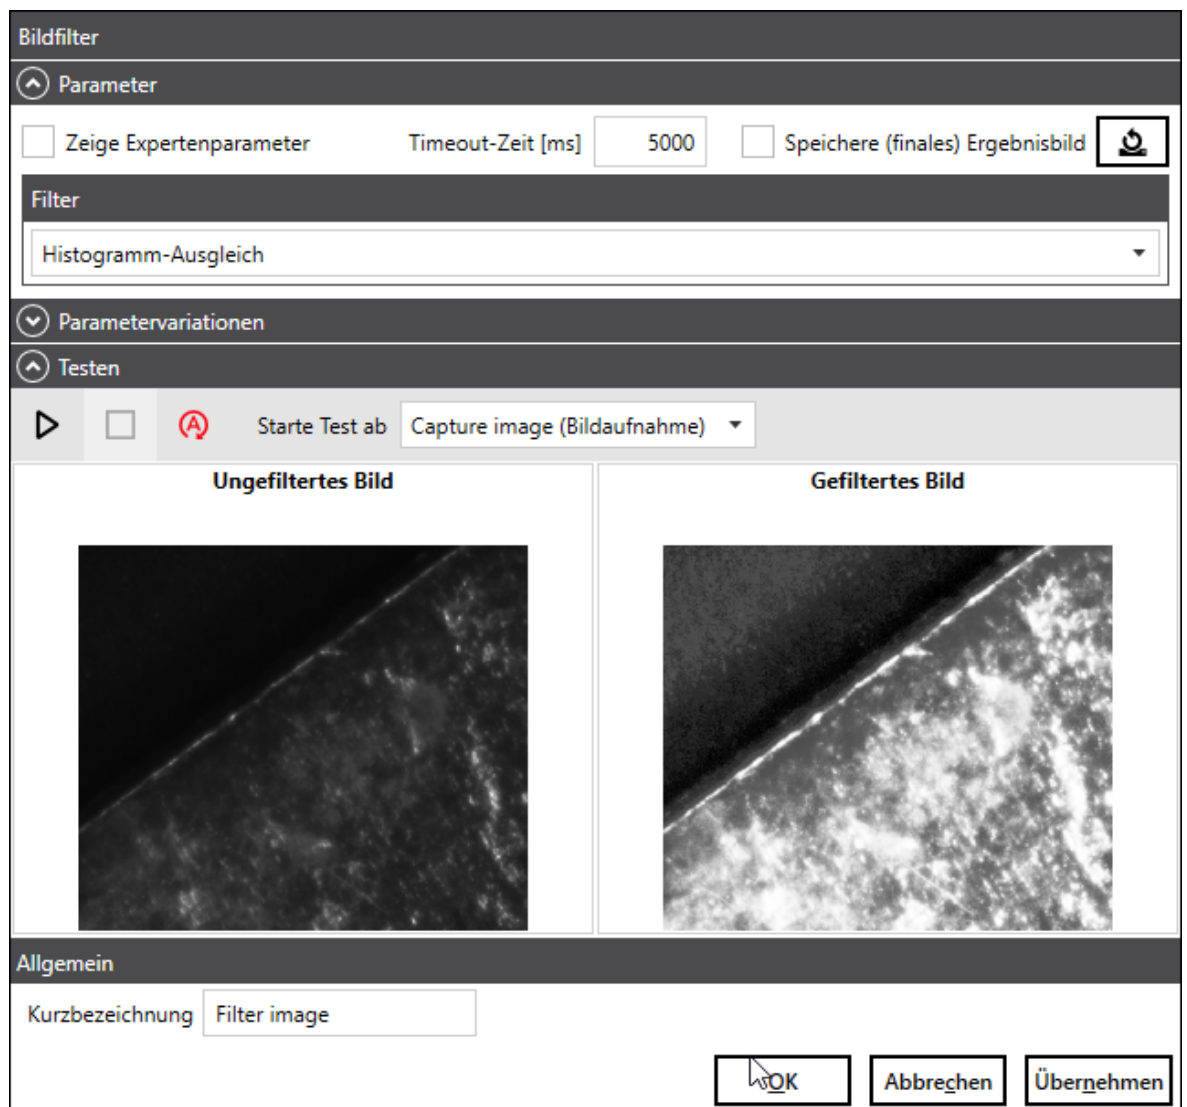 Bildfilter
Parameter
Zeige Expertenparameter Timeout-Zeit [ms] 5000 Speichere (finales) Ergebnisbild
Filter
Histogramm-Ausgleich
Parametervariationen
Testen
Starte Test ab Capture image (Bildaufnahme)
Ungefiltertes Bild Gefiltertes Bild
Allgemein
Kurzbezeichnung Filter image
OK Abbrechen Übernehmen